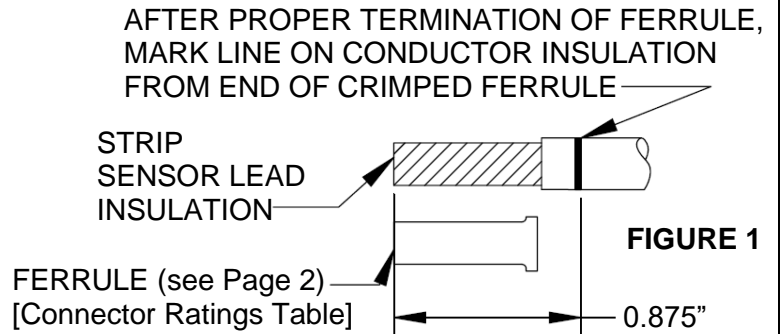 AFTER PROPER TERMINATION OF FERRULE,
MARK LINE ON CONDUCTOR INSULATION
FROM END OF CRIMPED FERRULE
STRIP
SENSOR LEAD
INSULATION
FIGURE 1
FERRULE (see Page 2)
[Connector Ratings Table]
0.875”